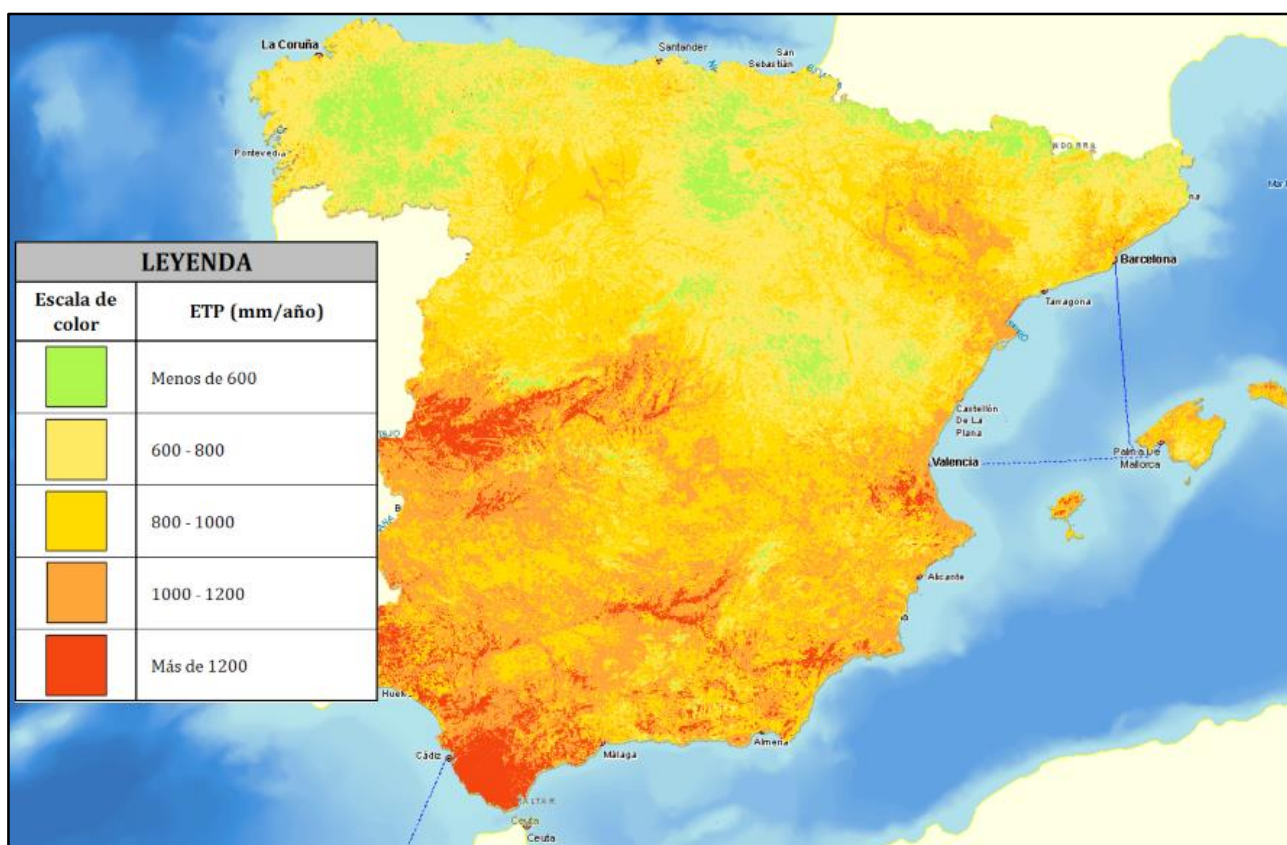 La Coruña
Santander
San
Sebastián
Pontevedra
Barcelona
Tarragona
Castellón
De La
Plana
Valencia
Palma De
Mallorca
Alicante
Almería
Málaga
Cádiz
Ceuta
Ceuta
LEYENDA
Escala de
color
ETP (mm/año)
Menos de 600
600 - 800
800 - 1000
1000 - 1200
Más de 1200